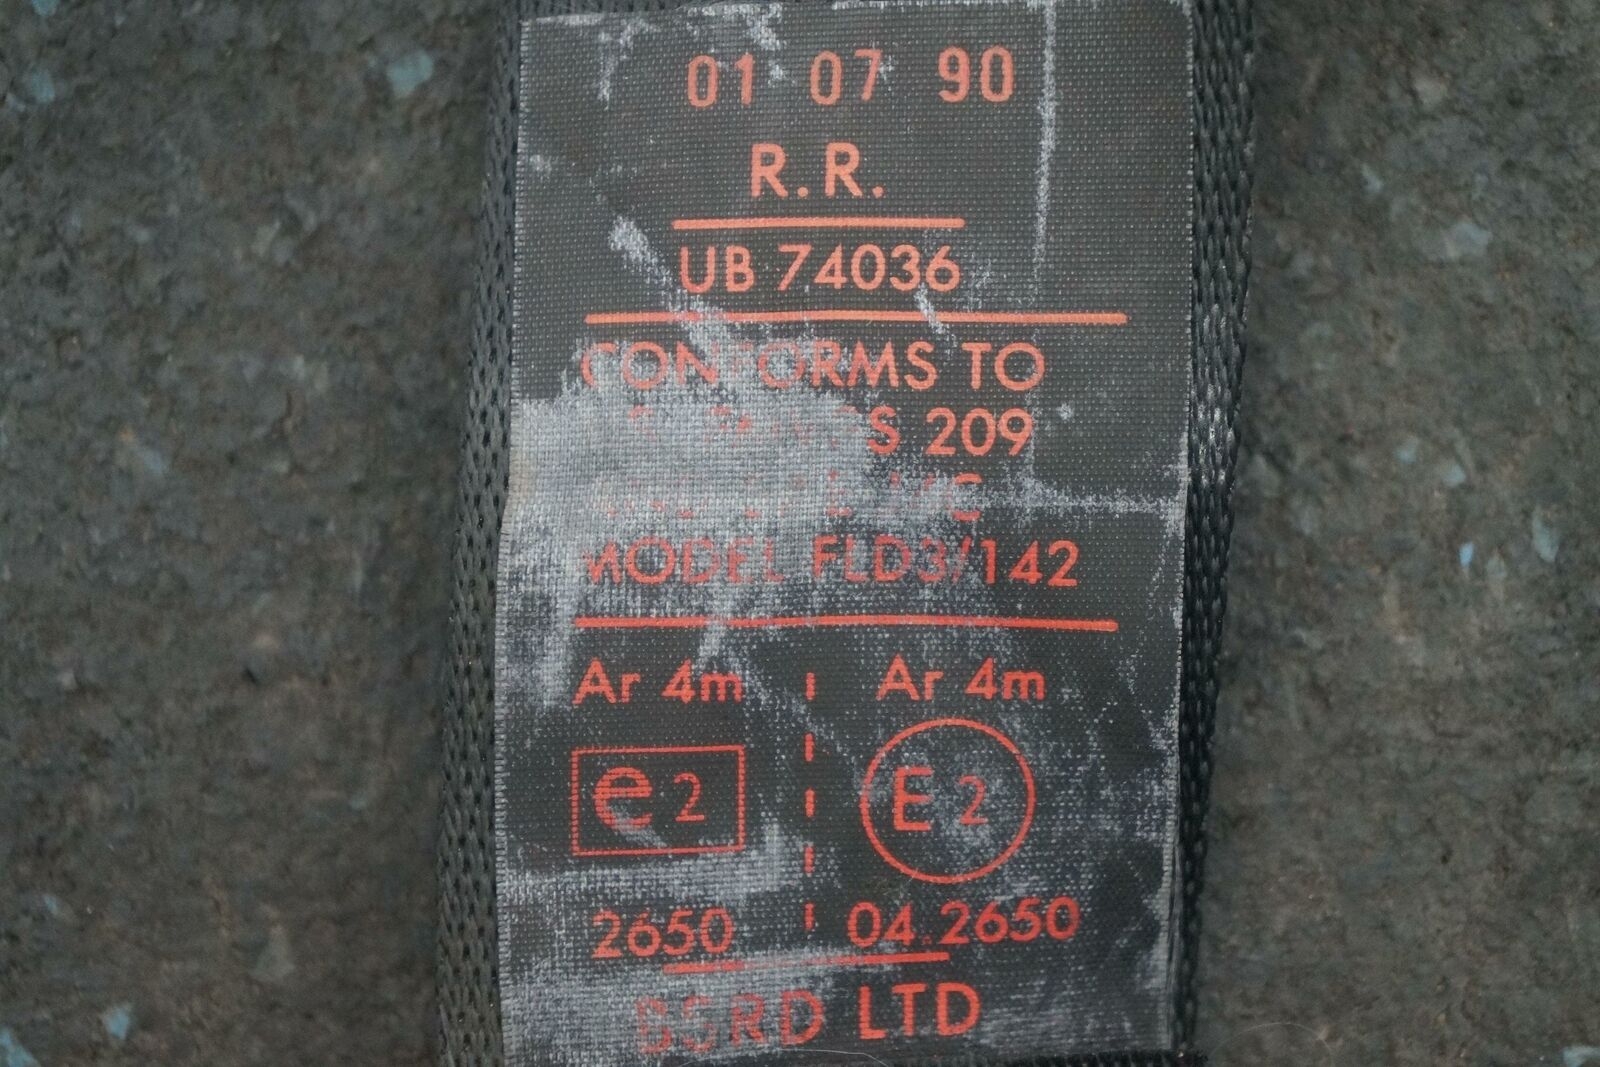 01 07 90
R.R.
UB 74036
CONFORMS TO
209
MODEL FLD3/142
Ar 4m Ar 4m
e2 E2
2650 04.2650
BSRD LTD